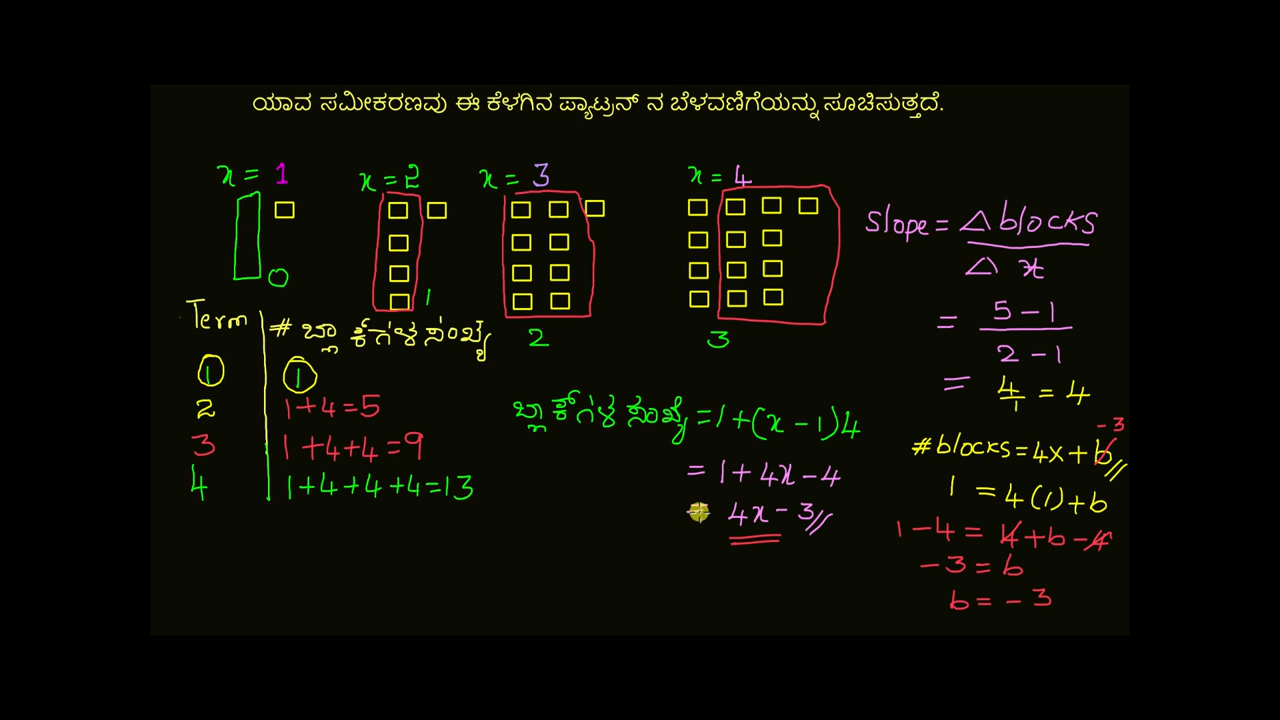 ಯಾವ ಸಮೀಕರಣವು ಈ ಕೆಳಗಿನ ಪ್ಯಾಟ್ರನ್ ನ ಬೆಳವಣಿಗೆಯನ್ನು ಸೂಚಿಸುತ್ತದೆ.
x = 1
x = 2
x = 3
x = 4
0
1
2
3
Term
# ಬ್ಲಾಕ್‌ಗಳ ಸಂಖ್ಯೆ
1 1
2 1+4=5
3 1+4+4=9
4 1+4+4+4=13
ಬ್ಲಾಕ್‌ಗಳ ಸಂಖ್ಯೆ = 1+(x-1)4
= 1+4x-4
= 4x-3//
Slope = Δ blocks
Δ x
= 5-1
2-1
= 4/1 = 4
-3
# blocks = 4x+b//
1 = 4(1)+b
1-4 = 4+b-4
-3 = b
b = -3